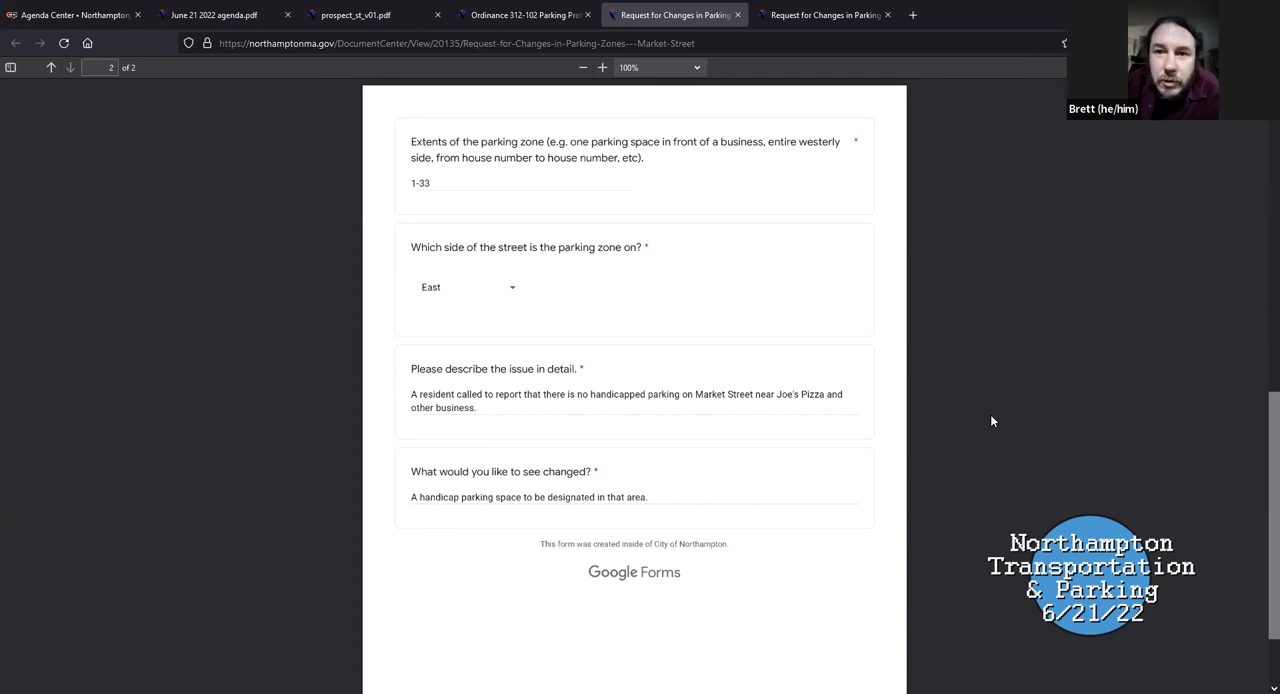 Agenda Center • Northampton,
June 21 2022 agenda.pdf
prospect_st_v01.pdf
Ordinance 312-102 Parking Pro
Request for Changes in Parking
Request for Changes in Parking
https://northamptonma.gov/DocumentCenter/View/20135/Request-for-Changes-in-Parking-Zones---Market-Street
2 of 2
100%
Brett (he/him)
Extents of the parking zone (e.g. one parking space in front of a business, entire westerly *
side, from house number to house number, etc).
1-33
Which side of the street is the parking zone on? *
East
Please describe the issue in detail. *
A resident called to report that there is no handicapped parking on Market Street near Joe's Pizza and
other business.
What would you like to see changed? *
A handicap parking space to be designated in that area.
This form was created inside of City of Northampton.
Google Forms
Northampton
Transportation
& Parking
6/21/22